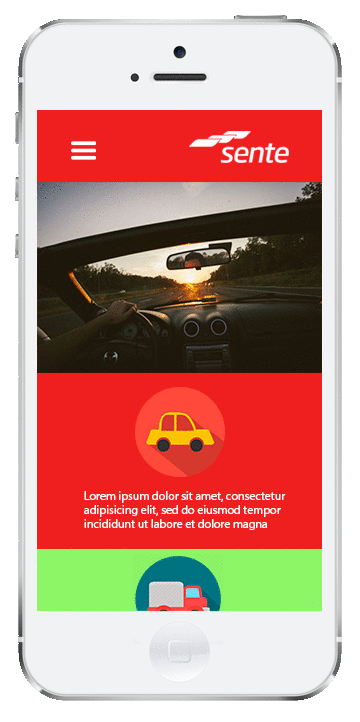 sente
Lorem ipsum dolor sit amet, consectetur
adipisicing elit, sed do eiusmod tempor
incididunt ut labore et dolore magna